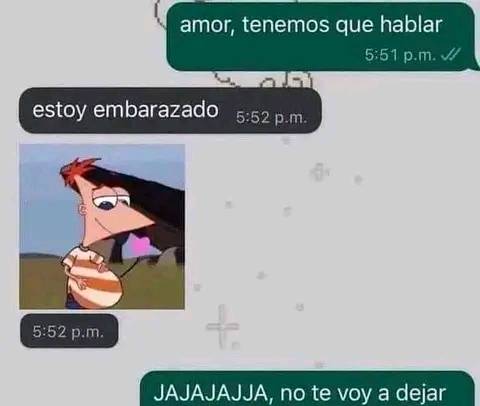 amor, tenemos que hablar
5:51 p.m.
estoy embarazado
5:52 p.m.
5:52 p.m.
JAJAJAJJA, no te voy a dejar